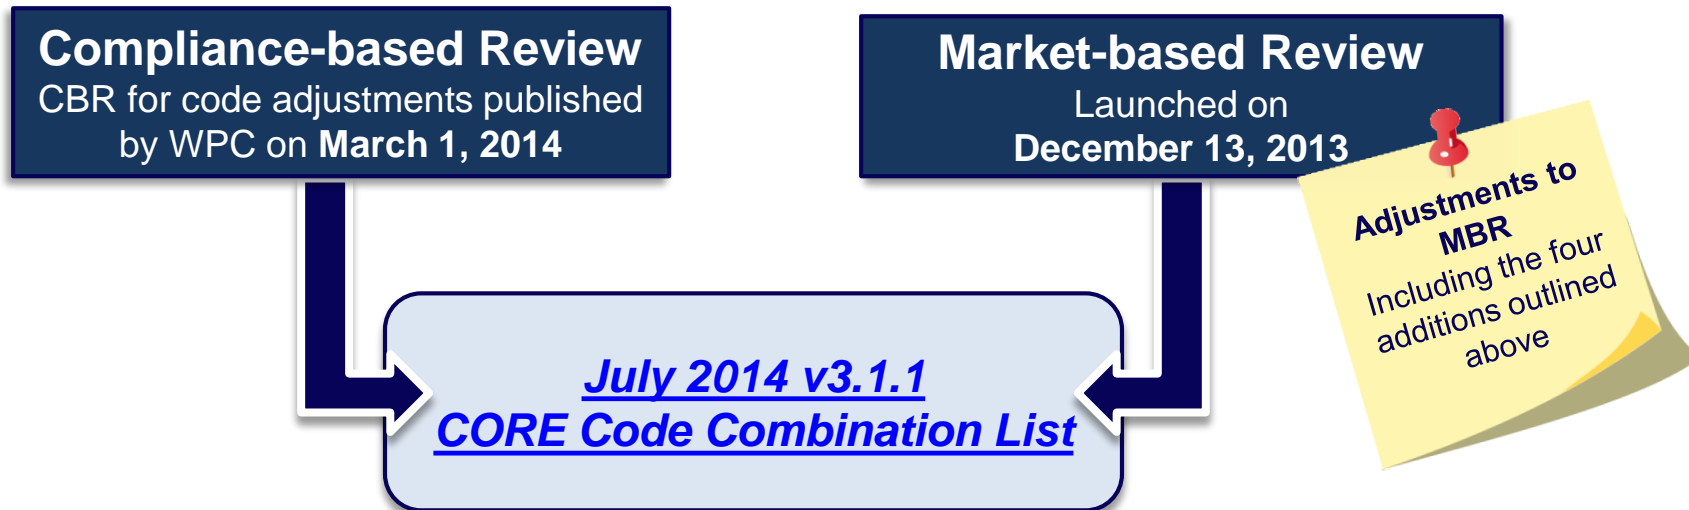 Compliance-based Review
CBR for code adjustments published
by WPC on March 1, 2014
Market-based Review
Launched on
December 13, 2013
Adjustments to
MBR
Including the four
additions outlined
above
July 2014 v3.1.1
CORE Code Combination List